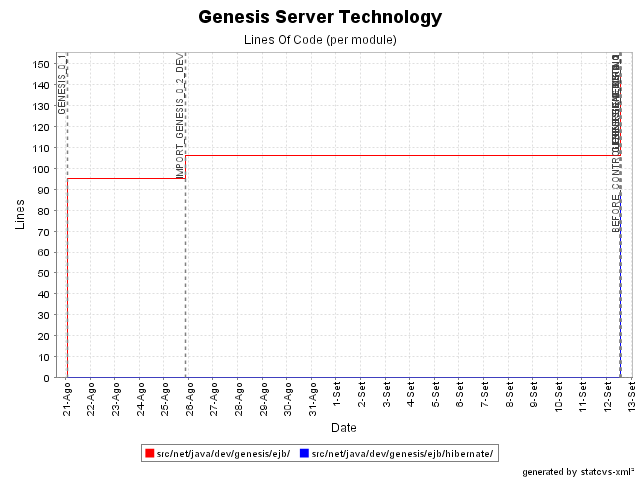 Genesis Server Technology
Lines Of Code (per module)
GENESIS_0_1
IMPORT_GENESIS_0_2_DEV
BEFORE_CONTROL
Lines
150
140
130
120
110
100
90
80
70
60
50
40
30
20
10
0
21-Ago
22-Ago
23-Ago
24-Ago
25-Ago
26-Ago
27-Ago
28-Ago
29-Ago
30-Ago
31-Ago
1-Set
2-Set
3-Set
4-Set
5-Set
6-Set
7-Set
8-Set
9-Set
10-Set
11-Set
12-Set
13-Set
Date
src/net/java/dev/genesis/ejb/ src/net/java/dev/genesis/ejb/hibernate/
generated by statcvs-xml²